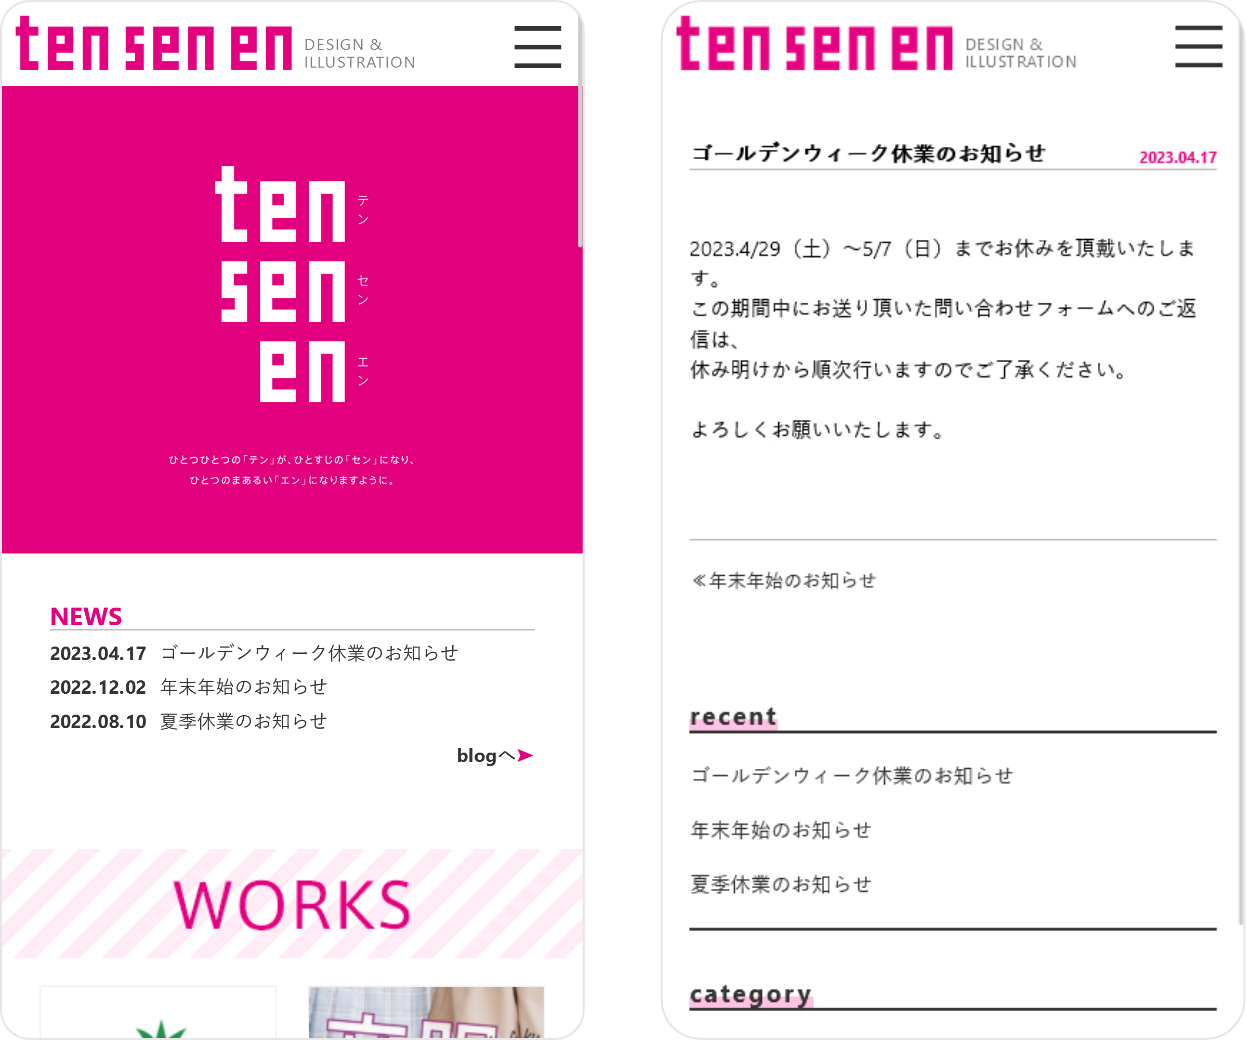 ten sen en DESIGN &
ILLUSTRATION
ten テン
sen セン
en エン
ひとつひとつの「テン」が、ひとすじの「セン」になり、
ひとつのまあるい「エン」になりますように。
NEWS
2023.04.17 ゴールデンウィーク休業のお知らせ
2022.12.02 年末年始のお知らせ
2022.08.10 夏季休業のお知らせ
blogへ➤
WORKS
ten sen en DESIGN &
ILLUSTRATION
ゴールデンウィーク休業のお知らせ 2023.04.17
2023.4/29（土）～5/7（日）までお休みを頂戴いたしま
す。
この期間中にお送り頂いた問い合わせフォームへのご返
信は、
休み明けから順次行いますのでご了承ください。
よろしくお願いいたします。
≪年末年始のお知らせ
recent
ゴールデンウィーク休業のお知らせ
年末年始のお知らせ
夏季休業のお知らせ
category